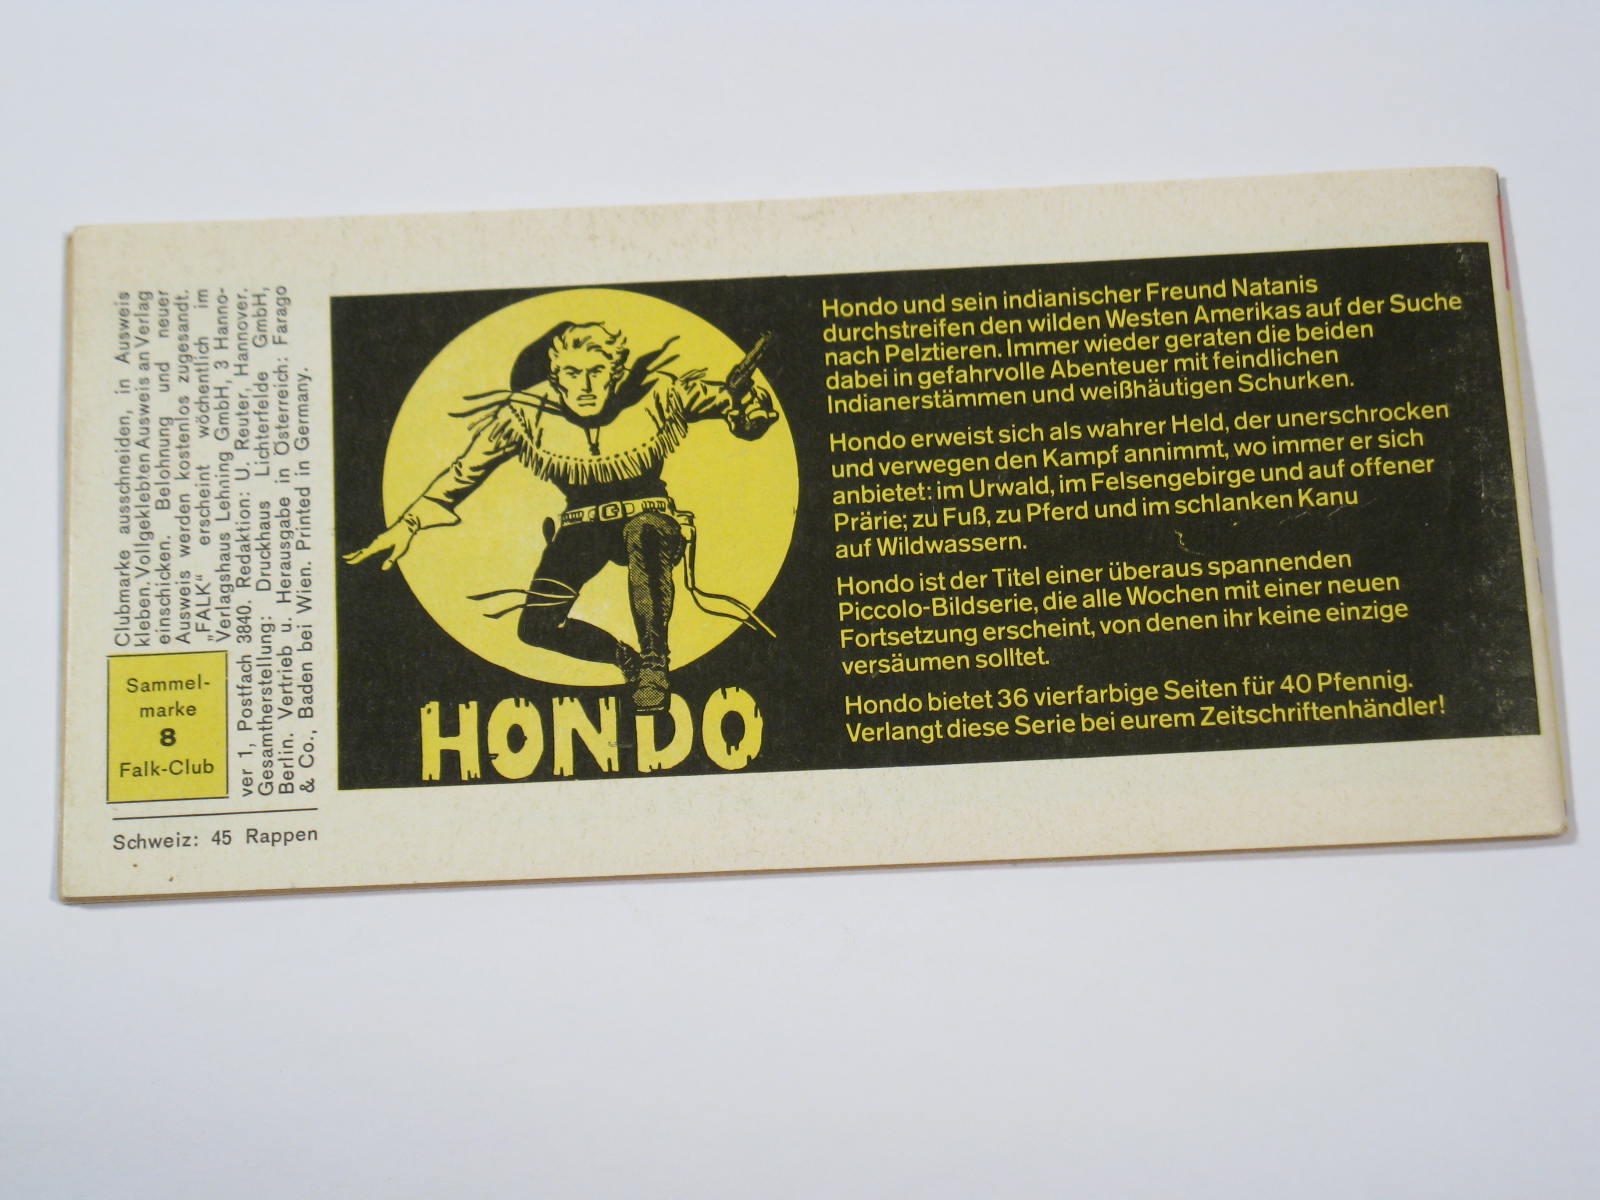 Clubmarke ausschneiden, in Ausweis
kleben. Vollgeklebten Ausweis an Verlag
einschicken. Belohnung und neuer
Ausweis werden kostenlos zugesandt.
„FALK“ erscheint wöchentlich im
Verlagshaus Lehning GmbH, 3 Hanno-
ver 1, Postfach 3840. Redaktion: U. Reuter, Hannover.
Gesamtherstellung: Druckhaus Lichterfelde GmbH,
Berlin. Vertrieb u. Herausgabe in Österreich: Farago
& Co., Baden bei Wien. Printed in Germany.
Sammel-
marke
8
Falk-Club
Schweiz: 45 Rappen
G
HONDO
Hondo und sein indianischer Freund Natanis
durchstreifen den wilden Westen Amerikas auf der Suche
nach Pelztieren. Immer wieder geraten die beiden
dabei in gefahrvolle Abenteuer mit feindlichen
Indianerstämmen und weißhäutigen Schurken.
Hondo erweist sich als wahrer Held, der unerschrocken
und verwegen den Kampf annimmt, wo immer er sich
anbietet: im Urwald, im Felsengebirge und auf offener
Prärie; zu Fuß, zu Pferd und im schlanken Kanu
auf Wildwassern.
Hondo ist der Titel einer überaus spannenden
Piccolo-Bildserie, die alle Wochen mit einer neuen
Fortsetzung erscheint, von denen ihr keine einzige
versäumen solltet.
Hondo bietet 36 vierfarbige Seiten für 40 Pfennig.
Verlangt diese Serie bei eurem Zeitschriftenhändler!